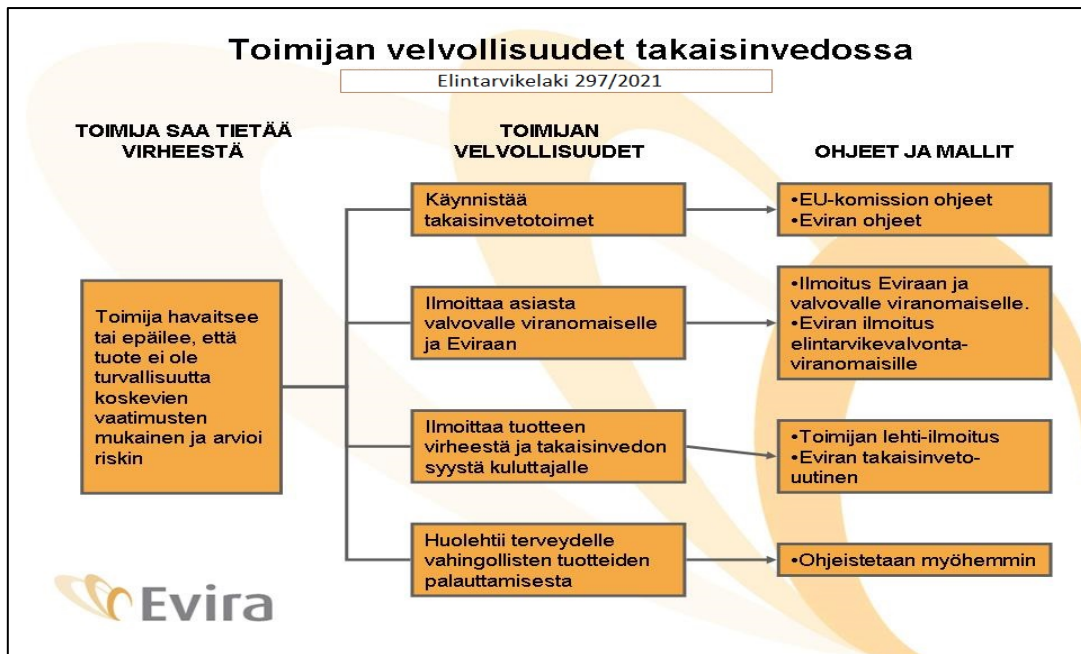 Toimijan velvollisuudet takaisinvedossa
Elintarvikelaki 297/2021
TOIMIJA SAA TIETÄÄ
VIRHEESTÄ
TOIMIJAN
VELVOLLISUUDET
OHJEET JA MALLIT
Toimija havaitsee
tai epäilee, että
tuote ei ole
turvallisuutta
koskevien
vaatimusten
mukainen ja arvioi
riskin
Käynnistää
takaisinvetotoimet
•EU-komission ohjeet
•Eviran ohjeet
Ilmoittaa asiasta
valvovalle viranomaiselle
ja Eviraan
•Ilmoitus Eviraan ja
valvovalle viranomaiselle.
•Eviran ilmoitus
elintarvikevalvonta-
viranomaisille
Ilmoittaa tuotteen
virheestä ja takaisinvedon
syystä kuluttajalle
•Toimijan lehti-ilmoitus
•Eviran takaisinveto-
uutinen
Huolehtii terveydelle
vahingollisten tuotteiden
palauttamisesta
•Ohjeistetaan myöhemmin
Evira